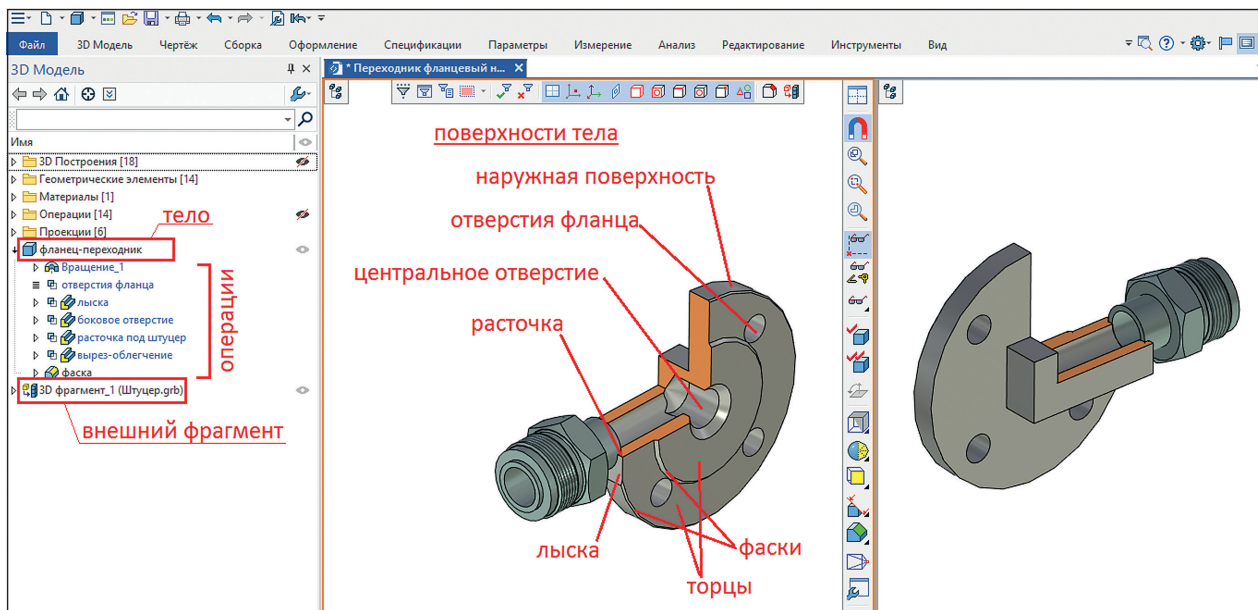 Файл 3D Модель Чертёж Сборка Оформление Спецификации Параметры Измерение Анализ Редактирование Инструменты Вид
3D Модель
* Переходник фланцевый н...
Имя
3D Построения [18]
Геометрические элементы [14]
Материалы [1]
Операции [14]
Проекции [6]
тело
фланец-переходник
Вращение_1
отверстия фланца
лыска
боковое отверстие
расточка под штуцер
вырез-облегчение
фаска
операции
3D фрагмент_1 (Штуцер.grb)
внешний фрагмент
поверхности тела
наружная поверхность
отверстия фланца
центральное отверстие
расточка
лыска
фаски
торцы